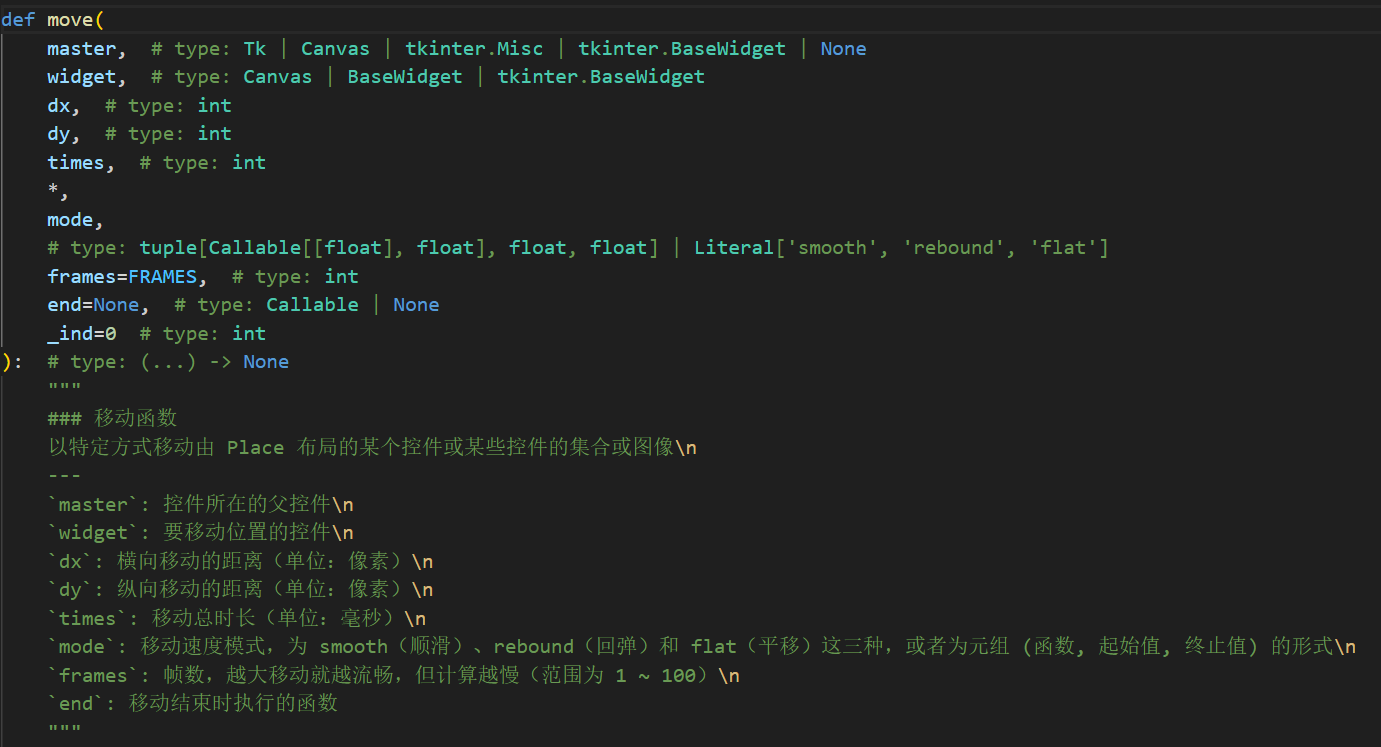 def move(
    master,  # type: Tk | Canvas | tkinter.Misc | tkinter.BaseWidget | None
    widget,  # type: Canvas | BaseWidget | tkinter.BaseWidget
    dx,  # type: int
    dy,  # type: int
    times,  # type: int
    *,
    mode,
    # type: tuple[Callable[[float], float], float, float] | Literal['smooth', 'rebound', 'flat']
    frames=FRAMES,  # type: int
    end=None,  # type: Callable | None
    _ind=0  # type: int
):  # type: (...) -> None
    """
    ### 移动函数
    以特定方式移动由 Place 布局的某个控件或某些控件的集合或图像\n
    ---
    `master`: 控件所在的父控件\n
    `widget`: 要移动位置的控件\n
    `dx`: 横向移动的距离（单位：像素）\n
    `dy`: 纵向移动的距离（单位：像素）\n
    `times`: 移动总时长（单位：毫秒）\n
    `mode`: 移动速度模式，为 smooth（顺滑）、rebound（回弹）和 flat（平移）这三种，或者为元组 (函数, 起始值, 终止值) 的形式\n
    `frames`: 帧数，越大移动就越流畅，但计算越慢（范围为 1 ~ 100）\n
    `end`: 移动结束时执行的函数
    """